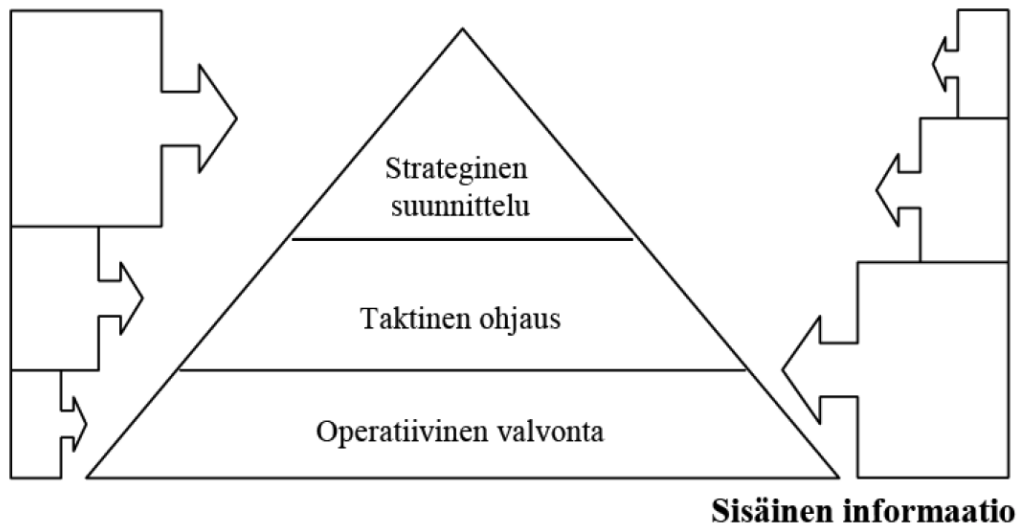 Strateginen
suunnittelu
Taktinen ohjaus
Operatiivinen valvonta
Sisäinen informaatio